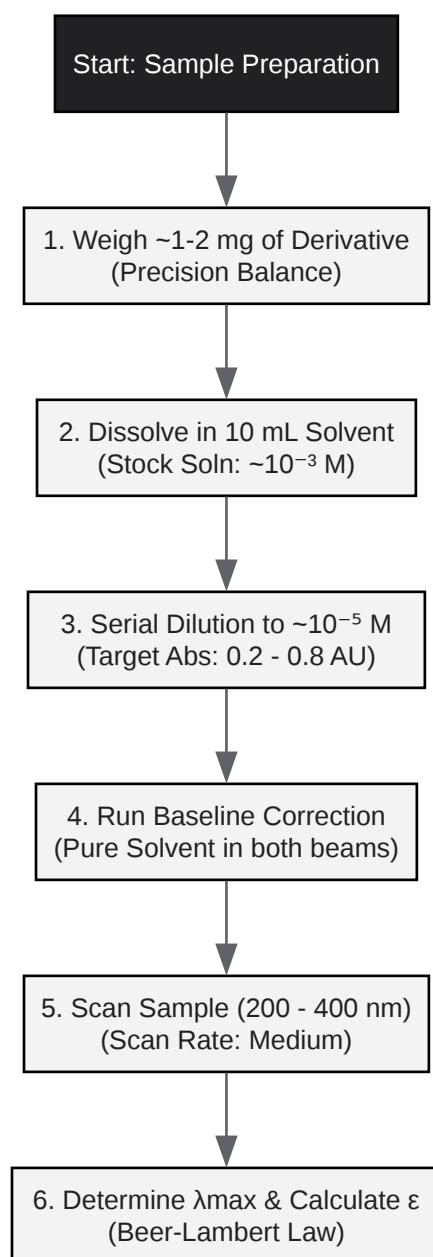 Start: Sample Preparation
1. Weigh ~1-2 mg of Derivative
(Precision Balance)
2. Dissolve in 10 mL Solvent
(Stock Soln: ~10⁻³ M)
3. Serial Dilution to ~10⁻⁵ M
(Target Abs: 0.2 - 0.8 AU)
4. Run Baseline Correction
(Pure Solvent in both beams)
5. Scan Sample (200 - 400 nm)
(Scan Rate: Medium)
6. Determine λmax & Calculate ε
(Beer-Lambert Law)